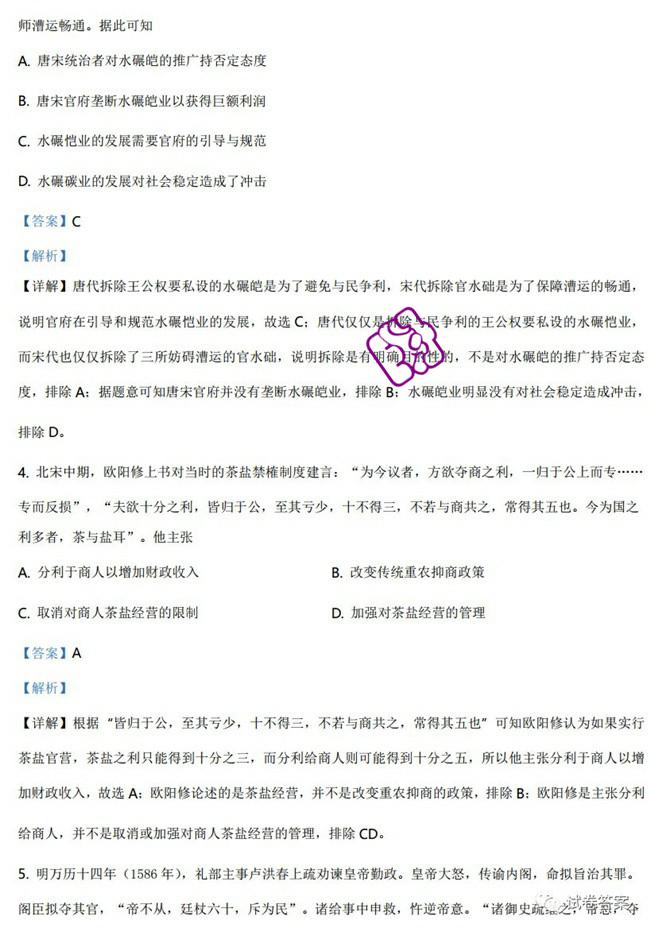 师漕运畅通。据此可知
A. 唐宋统治者对水碾皑的推广持否定态度
B. 唐宋官府垄断水碾皑业以获得巨额利润
C. 水碾恺业的发展需要官府的引导与规范
D. 水碾碳业的发展对社会稳定造成了冲击
【答案】C
【解析】
【详解】唐代拆除王公权要私设的水碾皑是为了避免与民争利，宋代拆除官水础是为了保障漕运的畅通，
说明官府在引导和规范水碾恺业的发展，故选 C；唐代仅仅是拆除与民争利的王公权要私设的水碾恺业，
而宋代也仅仅拆除了三所妨碍漕运的官水础，说明拆除是有明确目的性的，不是对水碾皑的推广持否定态
度，排除 A；据题意可知唐宋官府并没有垄断水碾皑业，排除 B；水碾皑业明显没有对社会稳定造成冲击，
排除 D。
4. 北宋中期，欧阳修上书对当时的茶盐禁榷制度建言：“为今议者，方欲夺商之利，一归于公上而专……
专而反损”，“夫欲十分之利，皆归于公，至其亏少，十不得三，不若与商共之，常得其五也。今为国之
利多者，茶与盐耳”。他主张
A. 分利于商人以增加财政收入 B. 改变传统重农抑商政策
C. 取消对商人茶盐经营的限制 D. 加强对茶盐经营的管理
【答案】A
【解析】
【详解】根据“皆归于公，至其亏少，十不得三，不若与商共之，常得其五也”可知欧阳修认为如果实行
茶盐官营，茶盐之利只能得到十分之三，而分利给商人则可能得到十分之五，所以他主张分利于商人以增
加财政收入，故选 A；欧阳修论述的是茶盐经营，并不是改变重农抑商的政策，排除 B；欧阳修是主张分利
给商人，并不是取消或加强对商人茶盐经营的管理，排除 CD。
5. 明万历十四年（1586 年），礼部主事卢洪春上疏劝谏皇帝勤政。皇帝大怒，传谕内阁，命拟旨治其罪。
阁臣拟夺其官，“帝不从，廷杖六十，斥为民”。诸给事中申救，忤逆帝意。“诸御史疏继之，帝怒，夺
试卷答案